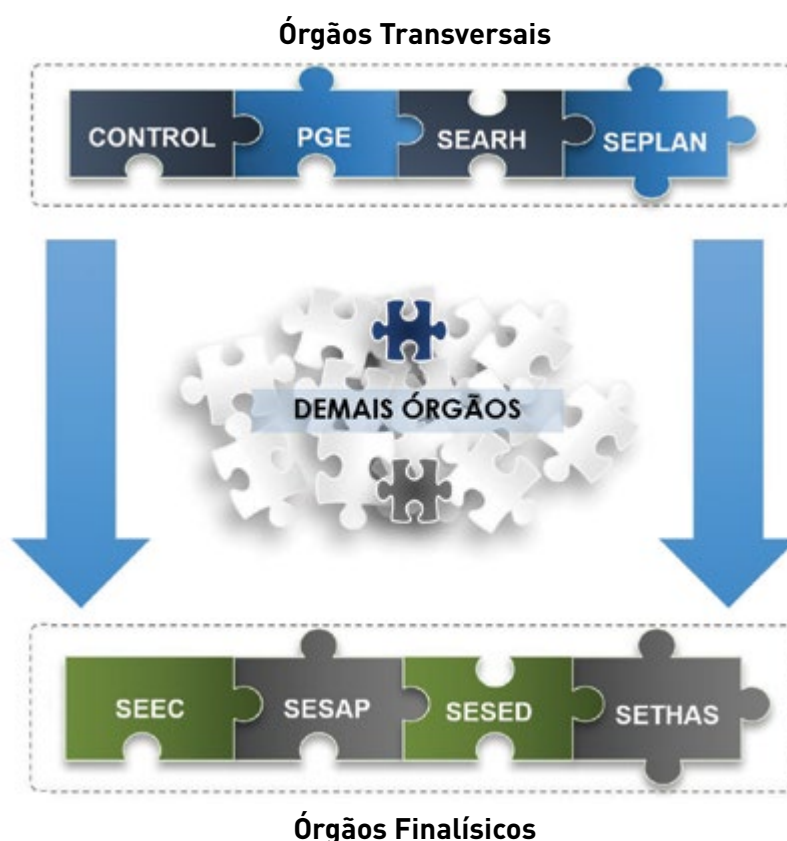 Órgãos Transversais
CONTROL PGE SEARH SEPLAN
DEMAIS ÓRGÃOS
SEEC SESAP SESED SETHAS
Órgãos Finalísicos